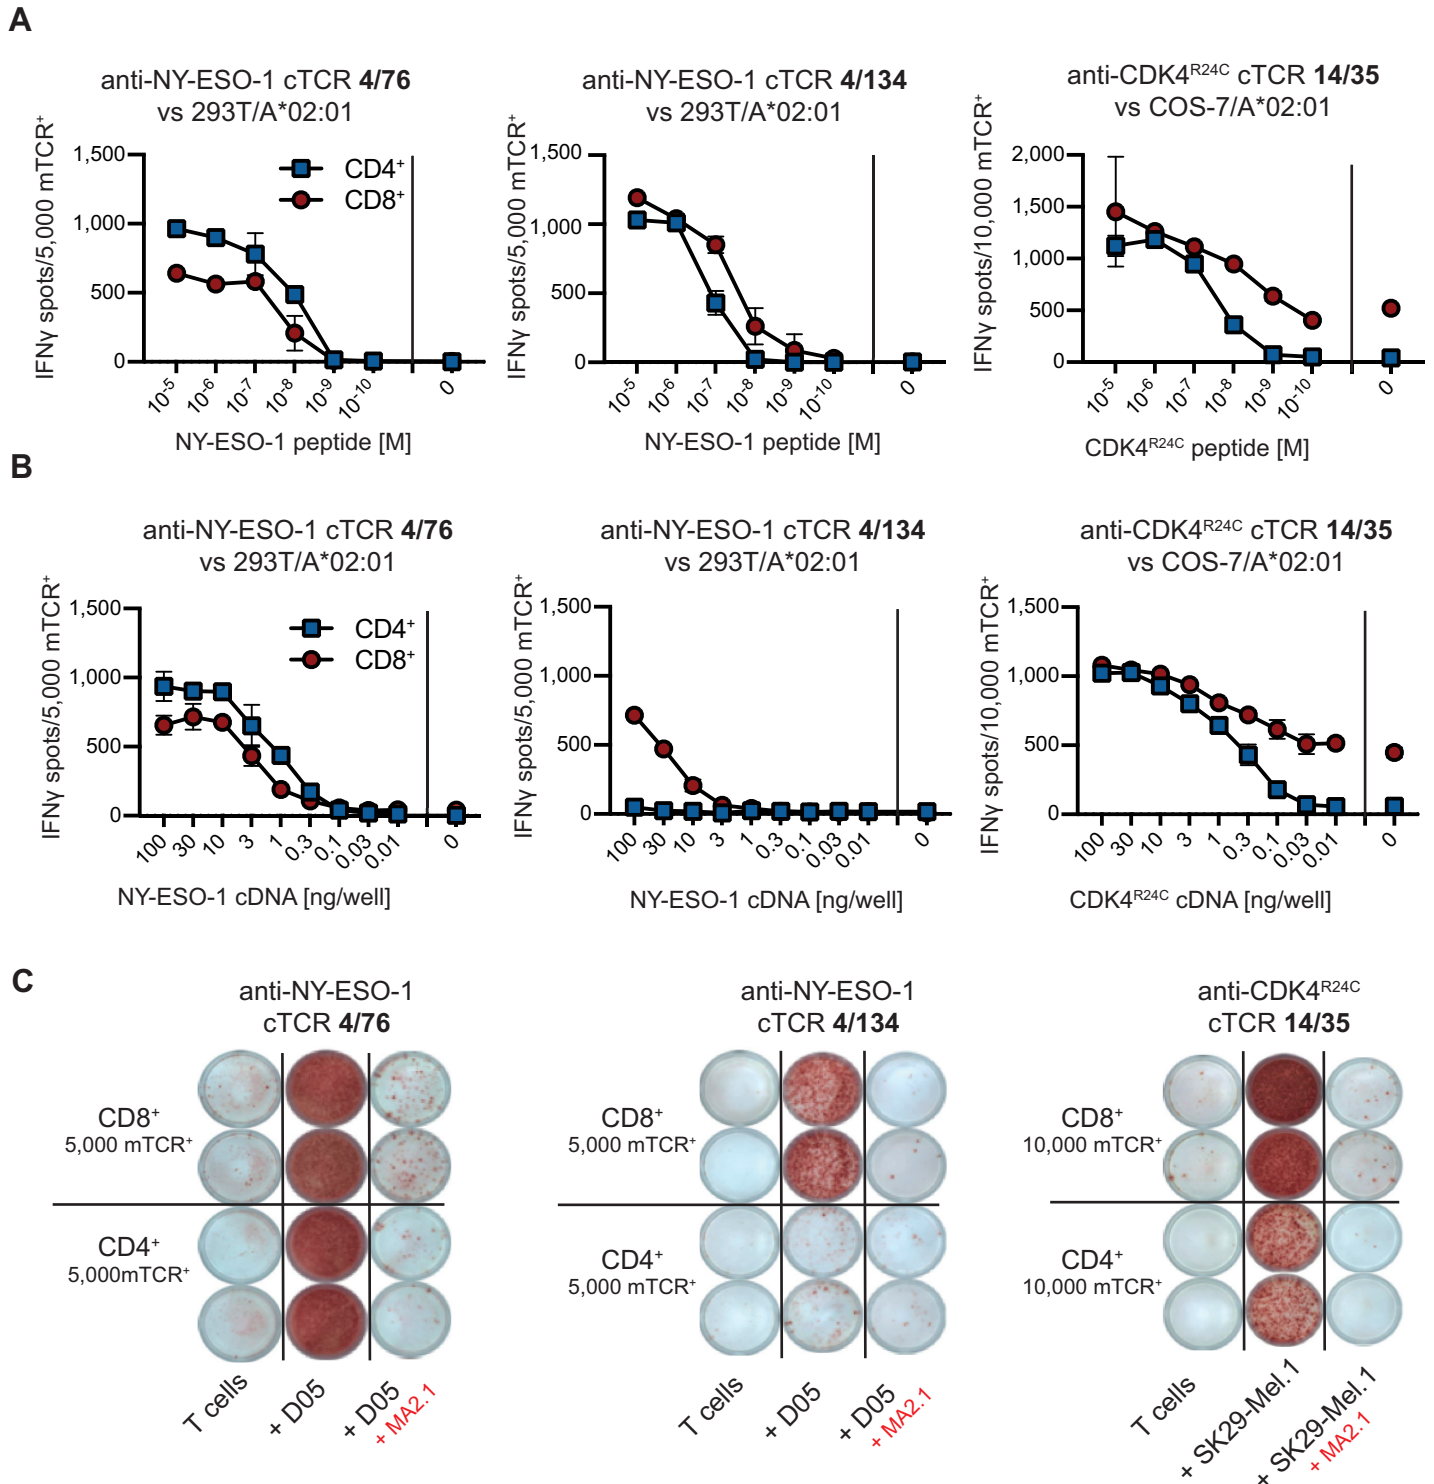 A
anti-NY-ESO-1 cTCR 4/76
vs 293T/A*02:01
IFNγ spots/5,000 mTCR⁺
1,500
1,000
500
0
CD4⁺
CD8⁺
10⁻⁵ 10⁻⁶ 10⁻⁷ 10⁻⁸ 10⁻⁹ 10⁻¹⁰ 0
NY-ESO-1 peptide [M]
anti-NY-ESO-1 cTCR 4/134
vs 293T/A*02:01
IFNγ spots/5,000 mTCR⁺
1,500
1,000
500
0
10⁻⁵ 10⁻⁶ 10⁻⁷ 10⁻⁸ 10⁻⁹ 10⁻¹⁰ 0
NY-ESO-1 peptide [M]
anti-CDK4ᴿ²⁴ᶜ cTCR 14/35
vs COS-7/A*02:01
IFNγ spots/10,000 mTCR⁺
2,000
1,500
1,000
500
0
10⁻⁵ 10⁻⁶ 10⁻⁷ 10⁻⁸ 10⁻⁹ 10⁻¹⁰ 0
CDK4ᴿ²⁴ᶜ peptide [M]
B
anti-NY-ESO-1 cTCR 4/76
vs 293T/A*02:01
IFNγ spots/5,000 mTCR⁺
1,500
1,000
500
0
CD4⁺
CD8⁺
100 30 10 3 1 0.3 0.1 0.03 0.01 0
NY-ESO-1 cDNA [ng/well]
anti-NY-ESO-1 cTCR 4/134
vs 293T/A*02:01
IFNγ spots/5,000 mTCR⁺
1,500
1,000
500
0
100 30 10 3 1 0.3 0.1 0.03 0.01 0
NY-ESO-1 cDNA [ng/well]
anti-CDK4ᴿ²⁴ᶜ cTCR 14/35
vs COS-7/A*02:01
IFNγ spots/10,000 mTCR⁺
1,500
1,000
500
0
100 30 10 3 1 0.3 0.1 0.03 0.01 0
CDK4ᴿ²⁴ᶜ cDNA [ng/well]
C
anti-NY-ESO-1
cTCR 4/76
CD8⁺
5,000 mTCR⁺
CD4⁺
5,000mTCR⁺
T cells
+ D05
+ D05
+ MA2.1
anti-NY-ESO-1
cTCR 4/134
CD8⁺
5,000 mTCR⁺
CD4⁺
5,000 mTCR⁺
T cells
+ D05
+ D05
+ MA2.1
anti-CDK4ᴿ²⁴ᶜ
cTCR 14/35
CD8⁺
10,000 mTCR⁺
CD4⁺
10,000 mTCR⁺
T cells
+ SK29-Mel.1
+ SK29-Mel.1
+ MA2.1